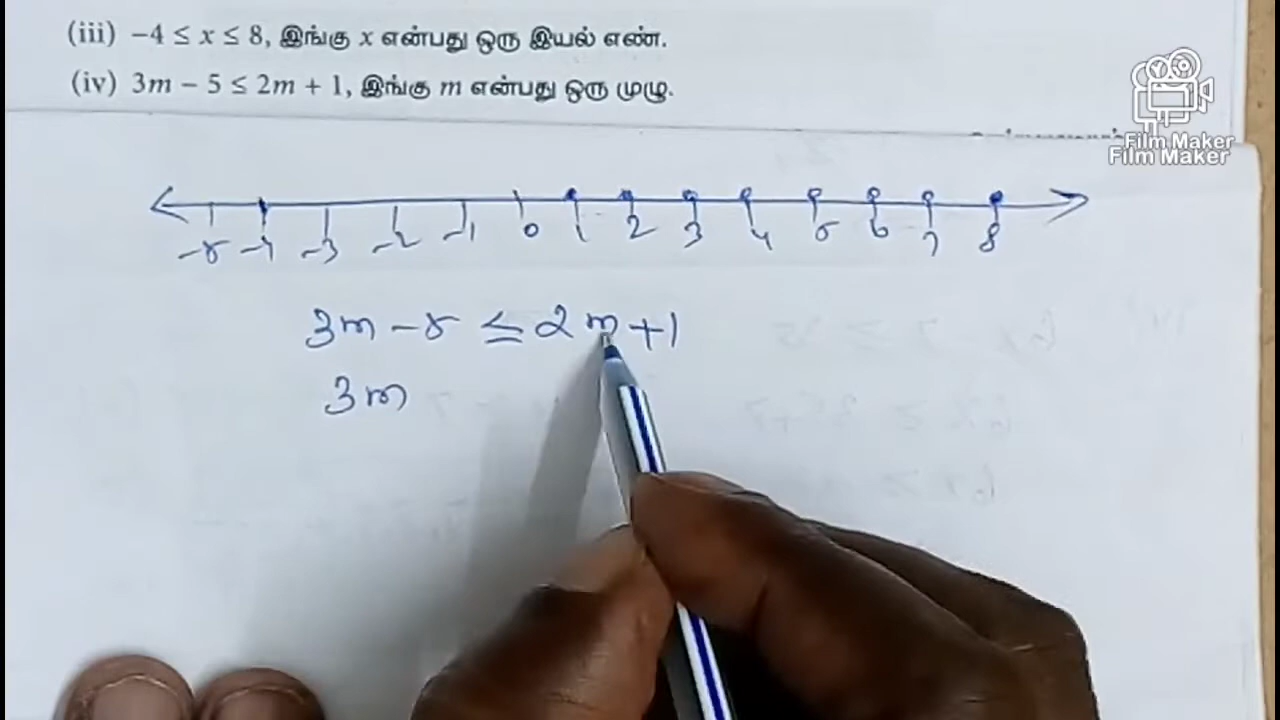 (iii) −4 ≤ x ≤ 8, இங்கு x என்பது ஒரு இயல் எண்.
(iv) 3m − 5 ≤ 2m + 1, இங்கு m என்பது ஒரு முழு.
Film Maker
Film Maker
-5 -4 -3 -2 -1 0 1 2 3 4 5 6 7 8
3m - 5 ≤ 2m + 1
3m